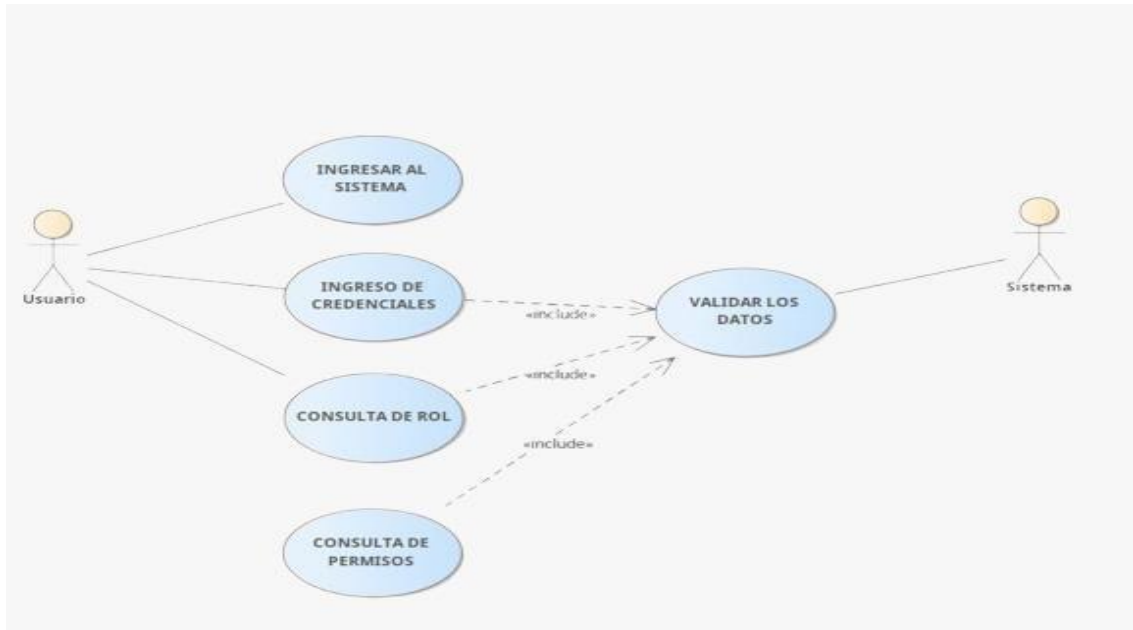 INGRESAR AL
SISTEMA
Usuario
INGRESO DE
CREDENCIALES
«include»
VALIDAR LOS
DATOS
Sistema
«include»
CONSULTA DE ROL
«include»
CONSULTA DE
PERMISOS